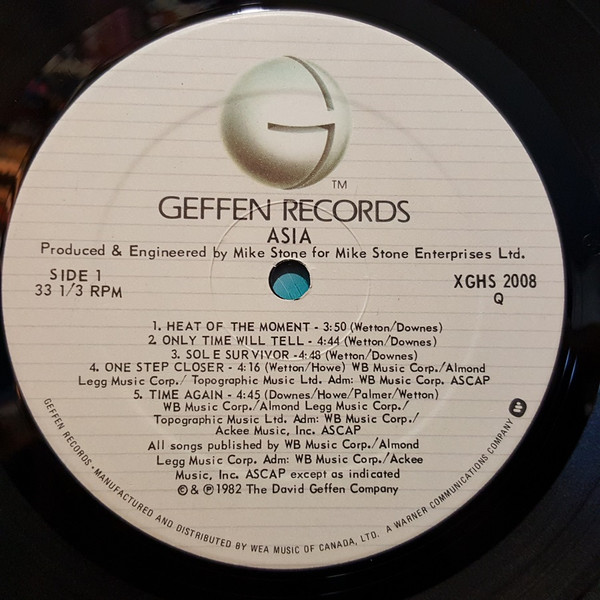 TM
GEFFEN RECORDS
ASIA
Produced & Engineered by Mike Stone for Mike Stone Enterprises Ltd.
SIDE 1
33 1/3 RPM
XGHS 2008
Q
1. HEAT OF THE MOMENT - 3:50 (Wetton/Downes)
2. ONLY TIME WILL TELL - 4:44 (Wetton/Downes)
3. SOLE SURVIVOR - 4:48 (Wetton/Downes)
4. ONE STEP CLOSER - 4:16 (Wetton/Howe) WB Music Corp./Almond
Legg Music Corp./ Topographic Music Ltd. Adm: WB Music Corp. ASCAP
5. TIME AGAIN - 4:45 (Downes/Howe/Palmer/Wetton)
WB Music Corp./Almond Legg Music Corp./
Topographic Music Ltd. Adm: WB Music Corp./
Ackee Music, Inc. ASCAP
All songs published by WB Music Corp./Almond
Legg Music Corp. Adm: WB Music Corp./Ackee
Music, Inc. ASCAP except as indicated
© & ℗ 1982 The David Geffen Company
GEFFEN RECORDS • MANUFACTURED AND DISTRIBUTED BY WEA MUSIC OF CANADA, LTD. A WARNER COMMUNICATIONS COMPANY